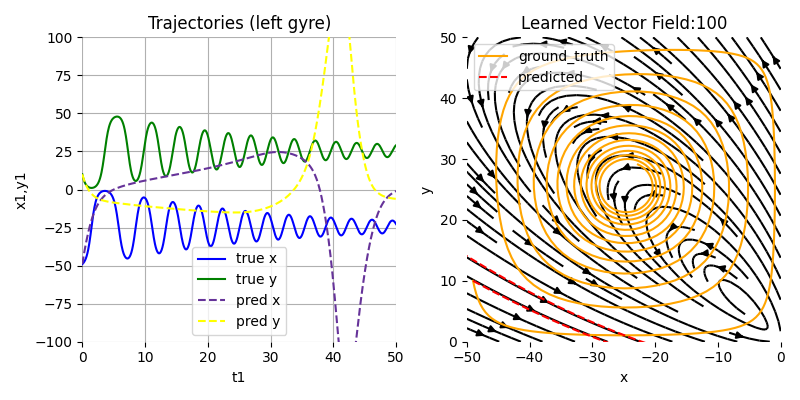 Trajectories (left gyre)
100
75
50
25
0
−25
−50
−75
−100
x1,y1
true x
true y
pred x
pred y
0 10 20 30 40 50
t1
Learned Vector Field:100
50
40
30
20
10
0
y
ground_truth
predicted
−50 −40 −30 −20 −10 0
x